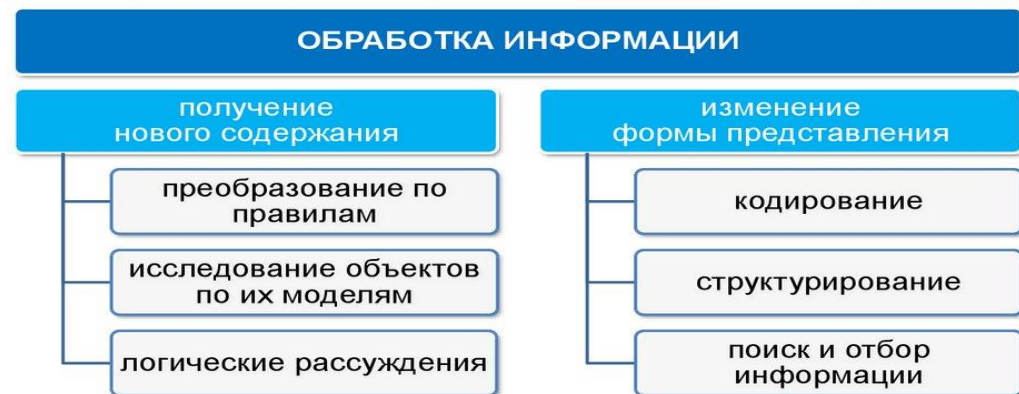 ОБРАБОТКА ИНФОРМАЦИИ
получение
нового содержания
преобразование по
правилам
исследование объектов
по их моделям
логические рассуждения
изменение
формы представления
кодирование
структурирование
поиск и отбор
информации